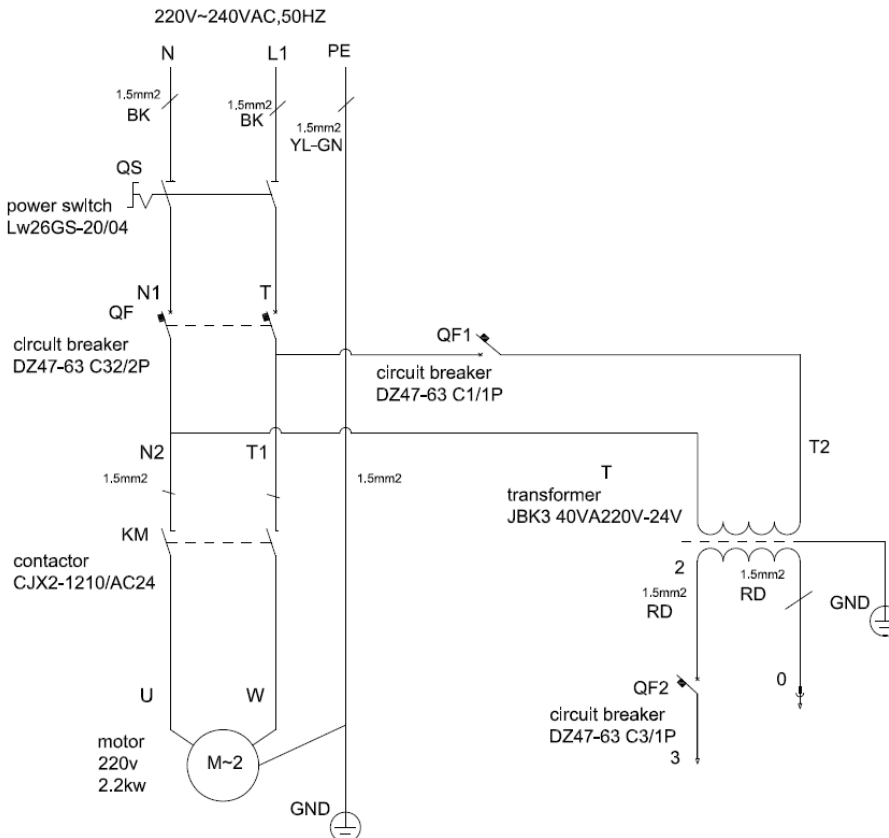 220V~240VAC,50HZ
N
L1
PE
1.5mm2
BK
1.5mm2
BK
1.5mm2
YL-GN
QS
power switch
Lw26GS-20/04
N1
T
QF
circuit breaker
DZ47-63 C32/2P
QF1
circuit breaker
DZ47-63 C1/1P
N2
T1
T2
1.5mm2
1.5mm2
T
transformer
JBK3 40VA220V-24V
KM
contactor
CJX2-1210/AC24
2
1.5mm2
RD
1.5mm2
RD
GND
U
W
QF2
0
circuit breaker
DZ47-63 C3/1P
3
motor
220v
2.2kw
M~2
GND